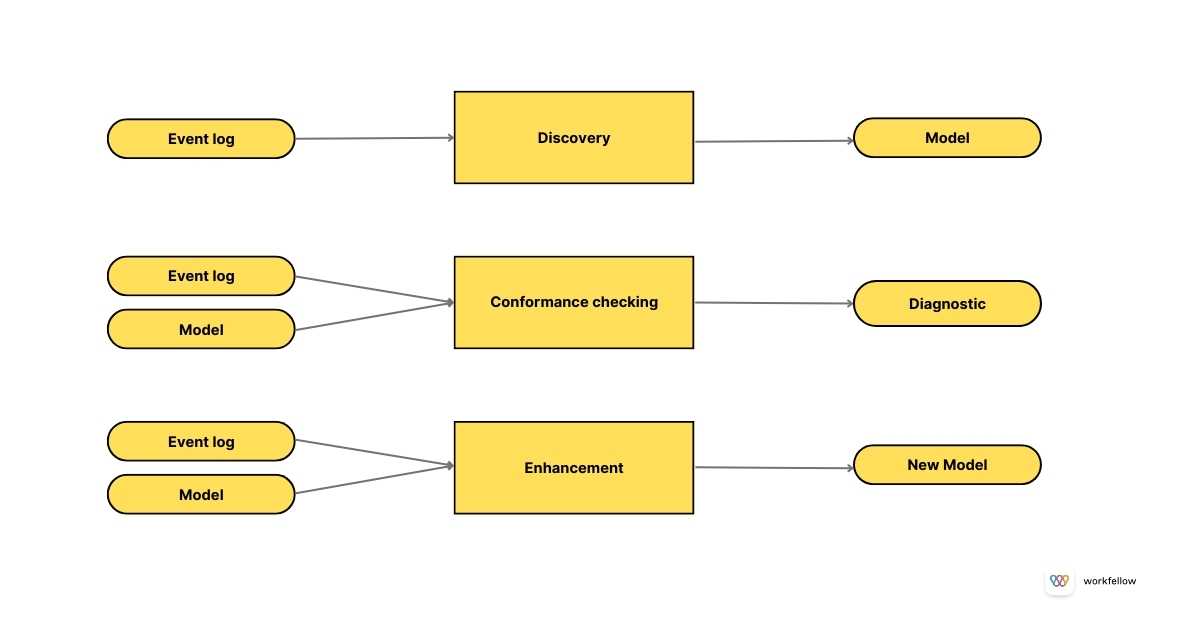 Event log
Discovery
Model
Event log
Model
Conformance checking
Diagnostic
Event log
Model
Enhancement
New Model
workfellow